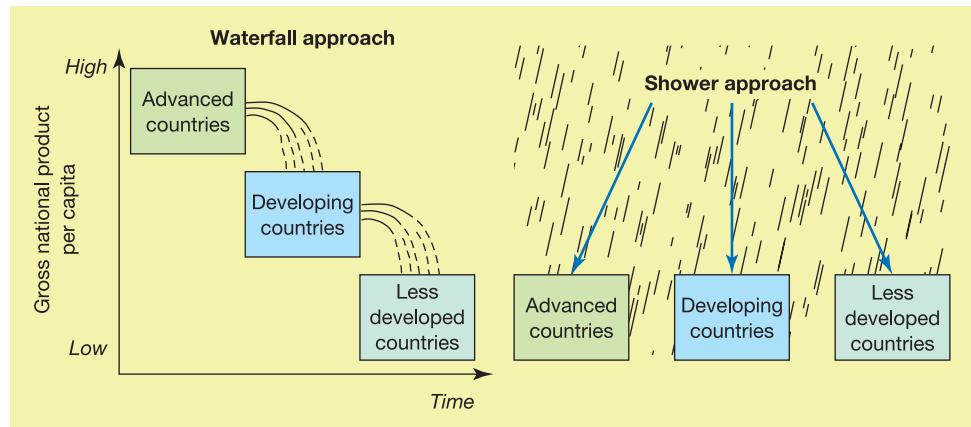 Waterfall approach
High
Gross national product
per capita
Low
Advanced
countries
Developing
countries
Less
developed
countries
Time
Shower approach
Advanced
countries
Developing
countries
Less
developed
countries